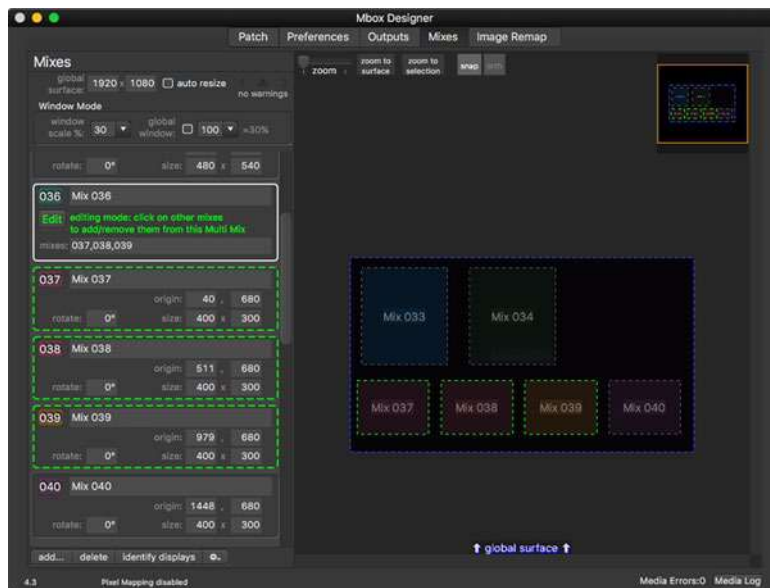 Mbox Designer
Patch Preferences Outputs Mixes Image Remap
Mixes
global surface: 1920 x 1080 auto resize
no warnings
Window Mode
window scale %: 30 global window: 100 =30%
rotate: 0° size: 480 x 540
036 Mix 036
Edit editing mode: click on other mixes
to add/remove them from this Multi Mix
mixes: 037,038,039
037 Mix 037
origin: 40 , 680
rotate: 0° size: 400 x 300
038 Mix 038
origin: 511 , 680
rotate: 0° size: 400 x 300
039 Mix 039
origin: 979 , 680
rotate: 0° size: 400 x 300
040 Mix 040
origin: 1448 , 680
rotate: 0° size: 400 x 300
add... delete identify displays
4.3 Pixel Mapping disabled
zoom
zoom to surface
zoom to selection
snap
Mix 033 Mix 034
Mix 037 Mix 038 Mix 039 Mix 040
⬆ global surface ⬆
Media Errors:0 Media Log